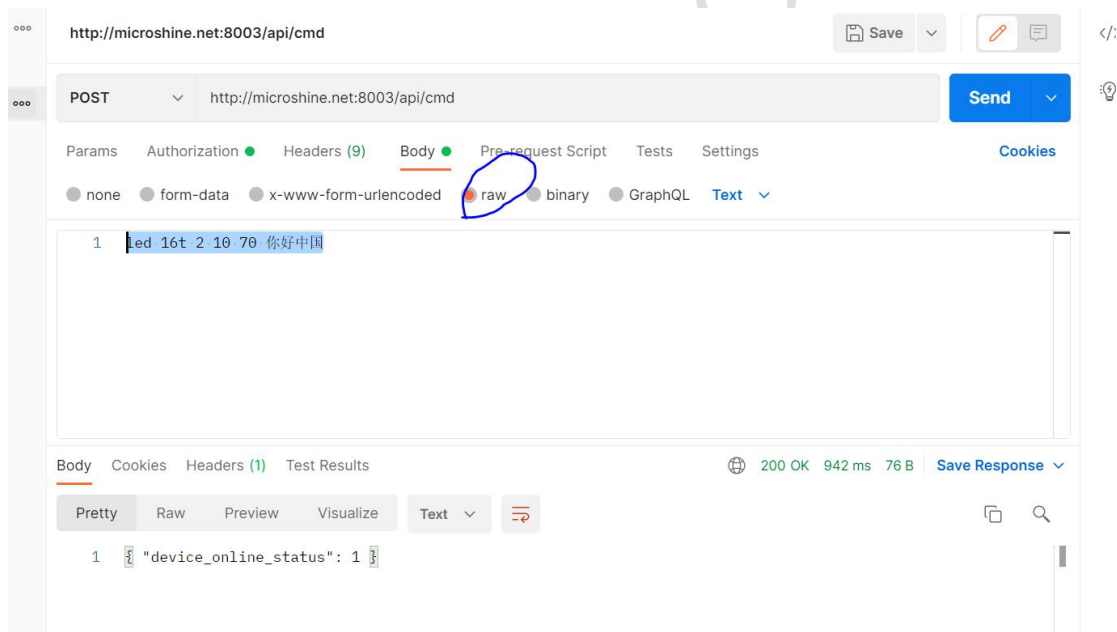 http://microshine.net:8003/api/cmd
Save
POST
http://microshine.net:8003/api/cmd
Send
Params Authorization Headers (9) Body Pre-request Script Tests Settings Cookies
none form-data x-www-form-urlencoded raw binary GraphQL Text
1 led 16t 2 10 70 你好中国
Body Cookies Headers (1) Test Results 200 OK 942 ms 76 B Save Response
Pretty Raw Preview Visualize Text
1 { "device_online_status": 1 }